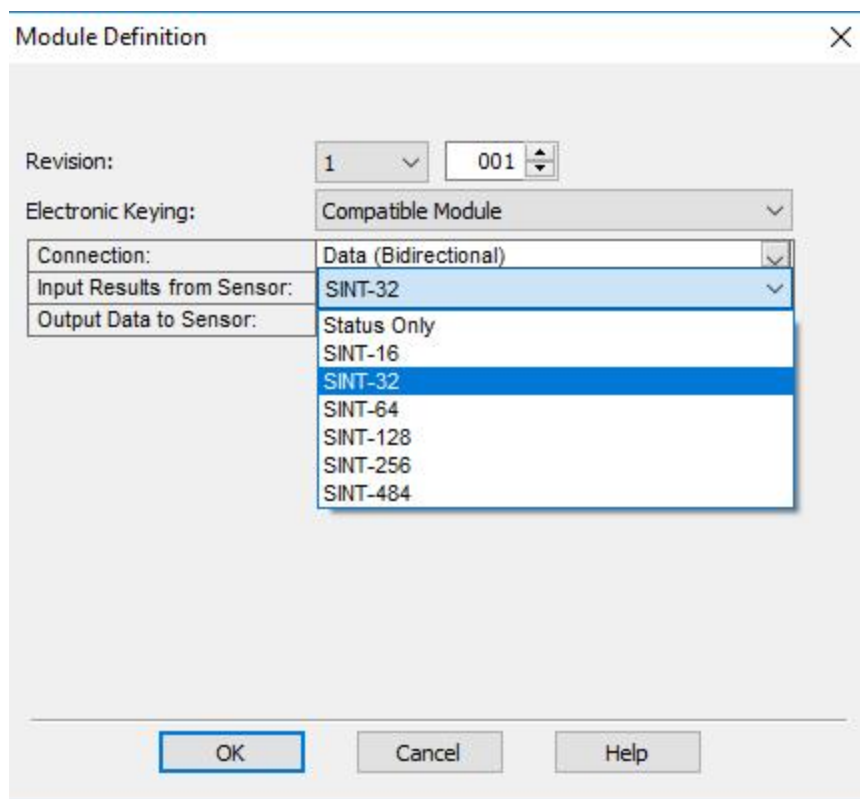 Module Definition
Revision: 1 001
Electronic Keying: Compatible Module
Connection: Data (Bidirectional)
Input Results from Sensor: SINT-32
Output Data to Sensor:
Status Only
SINT-16
SINT-32
SINT-64
SINT-128
SINT-256
SINT-484
OK Cancel Help